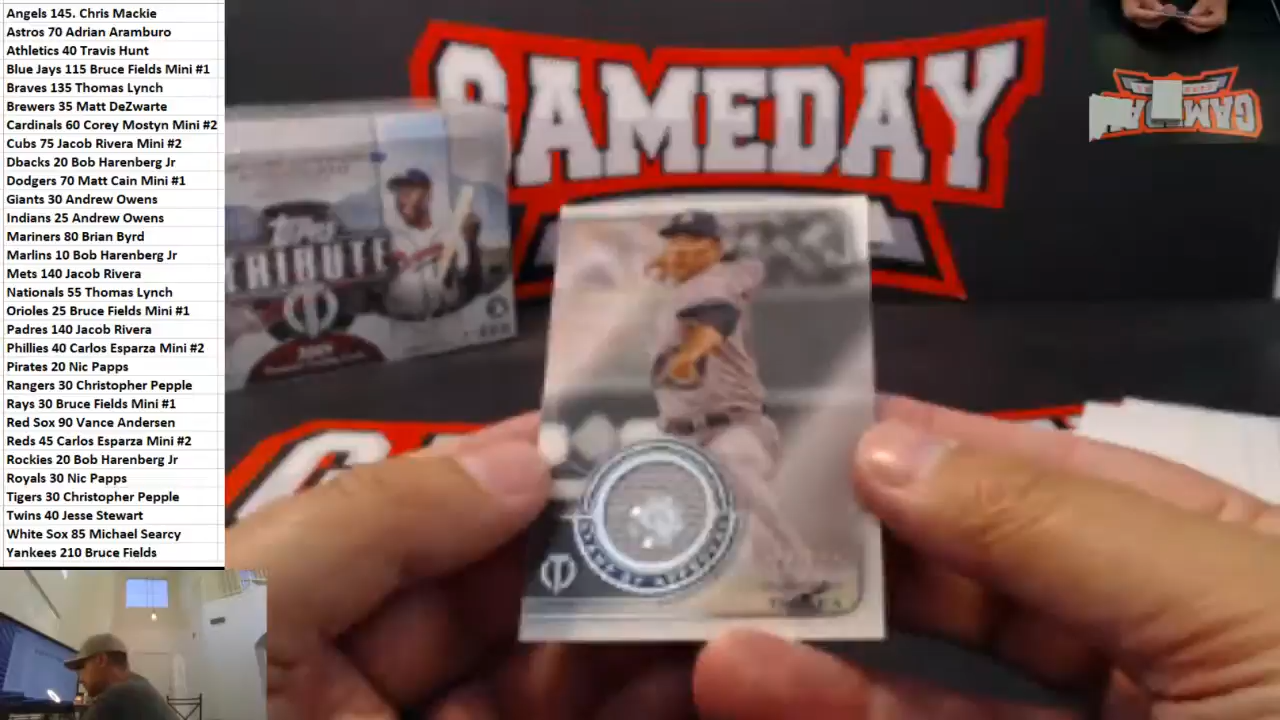 Angels 145. Chris Mackie
Astros 70 Adrian Aramburo
Athletics 40 Travis Hunt
Blue Jays 115 Bruce Fields Mini #1
Braves 135 Thomas Lynch
Brewers 35 Matt DeZwarte
Cardinals 60 Corey Mostyn Mini #2
Cubs 75 Jacob Rivera Mini #2
Dbacks 20 Bob Harenberg Jr
Dodgers 70 Matt Cain Mini #1
Giants 30 Andrew Owens
Indians 25 Andrew Owens
Mariners 80 Brian Byrd
Marlins 10 Bob Harenberg Jr
Mets 140 Jacob Rivera
Nationals 55 Thomas Lynch
Orioles 25 Bruce Fields Mini #1
Padres 140 Jacob Rivera
Phillies 40 Carlos Esparza Mini #2
Pirates 20 Nic Papps
Rangers 30 Christopher Pepple
Rays 30 Bruce Fields Mini #1
Red Sox 90 Vance Andersen
Reds 45 Carlos Esparza Mini #2
Rockies 20 Bob Harenberg Jr
Royals 30 Nic Papps
Tigers 30 Christopher Pepple
Twins 40 Jesse Stewart
White Sox 85 Michael Searcy
Yankees 210 Bruce Fields
GAMEDAY
Topps
TRIBUTE
STAMP OF APPROVAL